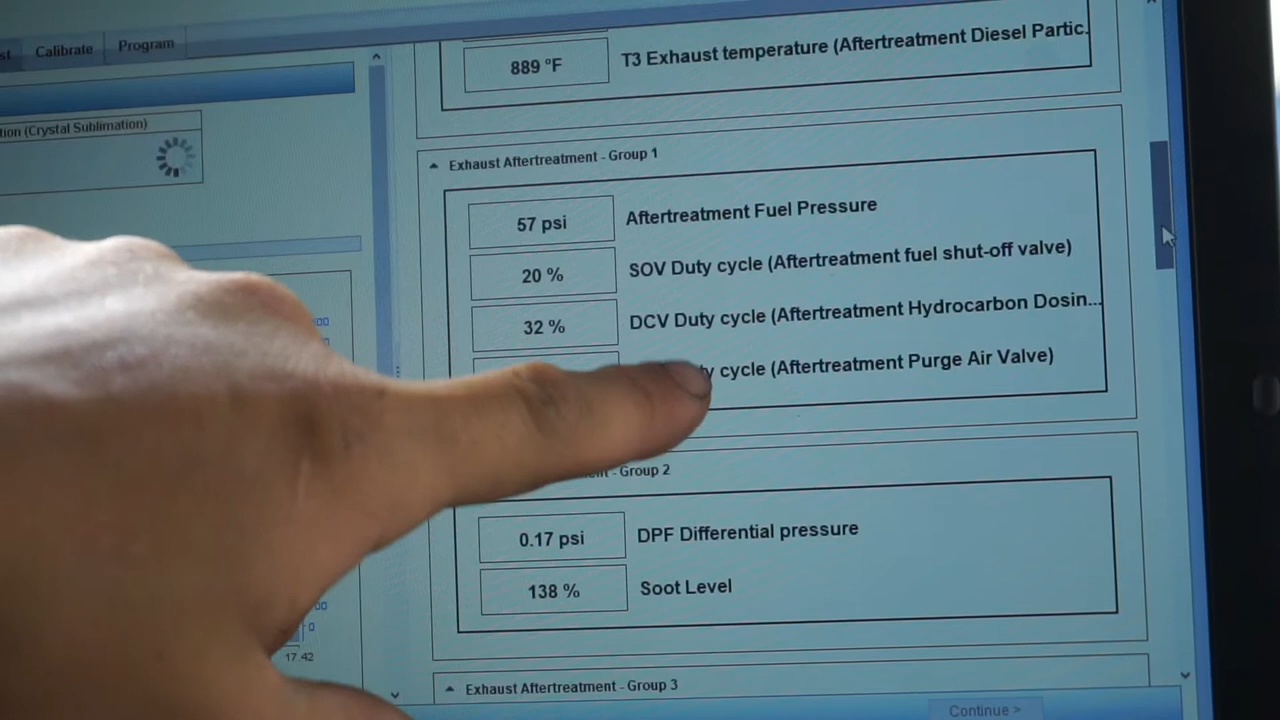 Calibrate
Program
889 °F
T3 Exhaust temperature (Aftertreatment Diesel Partic.
(Crystal Sublimation)
Exhaust Aftertreatment - Group 1
57 psi
Aftertreatment Fuel Pressure
20 %
SOV Duty cycle (Aftertreatment fuel shut-off valve)
32 %
DCV Duty cycle (Aftertreatment Hydrocarbon Dosin...
cycle (Aftertreatment Purge Air Valve)
- Group 2
0.17 psi
DPF Differential pressure
138 %
Soot Level
0
17.42
Exhaust Aftertreatment - Group 3
Continue >